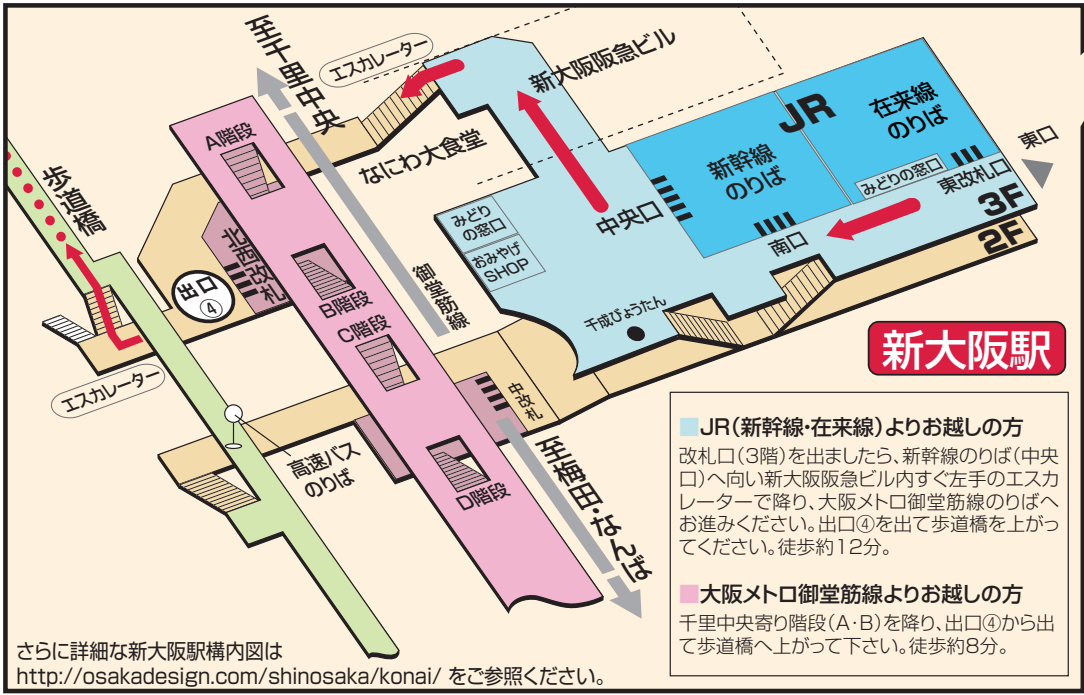 至千里中央
エスカレーター
新大阪阪急ビル
JR
在来線
のりば
東口
A階段
なにわ大食堂
新幹線
のりば
みどりの窓口
東改札口
歩道橋
みどり
の窓口
中央口
3F
2F
北西改札
おみやげ
SHOP
南口
出口
④
B階段
御堂筋線
千成びょうたん
C階段
新大阪駅
エスカレーター
中改札
高速バス
のりば
D階段
至梅田・なんば
■JR(新幹線・在来線)よりお越しの方
改札口(3階)を出ましたら、新幹線のりば(中央
口)へ向い新大阪阪急ビル内すぐ左手のエスカ
レーターで降り、大阪メトロ御堂筋線のりばへ
お進みください。出口④を出て歩道橋を上がっ
てください。徒歩約12分。
■大阪メトロ御堂筋線よりお越しの方
千里中央寄り階段(A・B)を降り、出口④から出
て歩道橋へ上がって下さい。徒歩約8分。
さらに詳細な新大阪駅構内図は
http://osakadesign.com/shinosaka/konai/ をご参照ください。